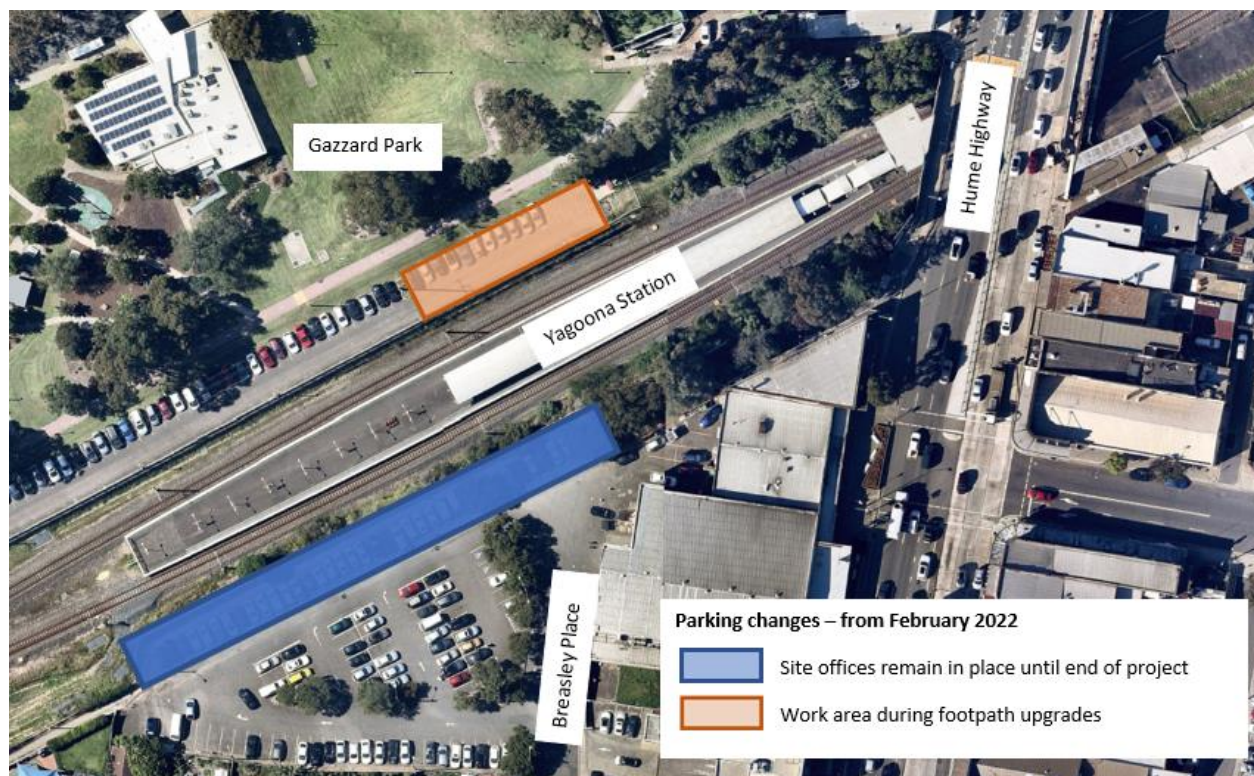 Gazzard Park
Hume Highway
Yagoona Station
Breasley Place
Parking changes – from February 2022
Site offices remain in place until end of project
Work area during footpath upgrades